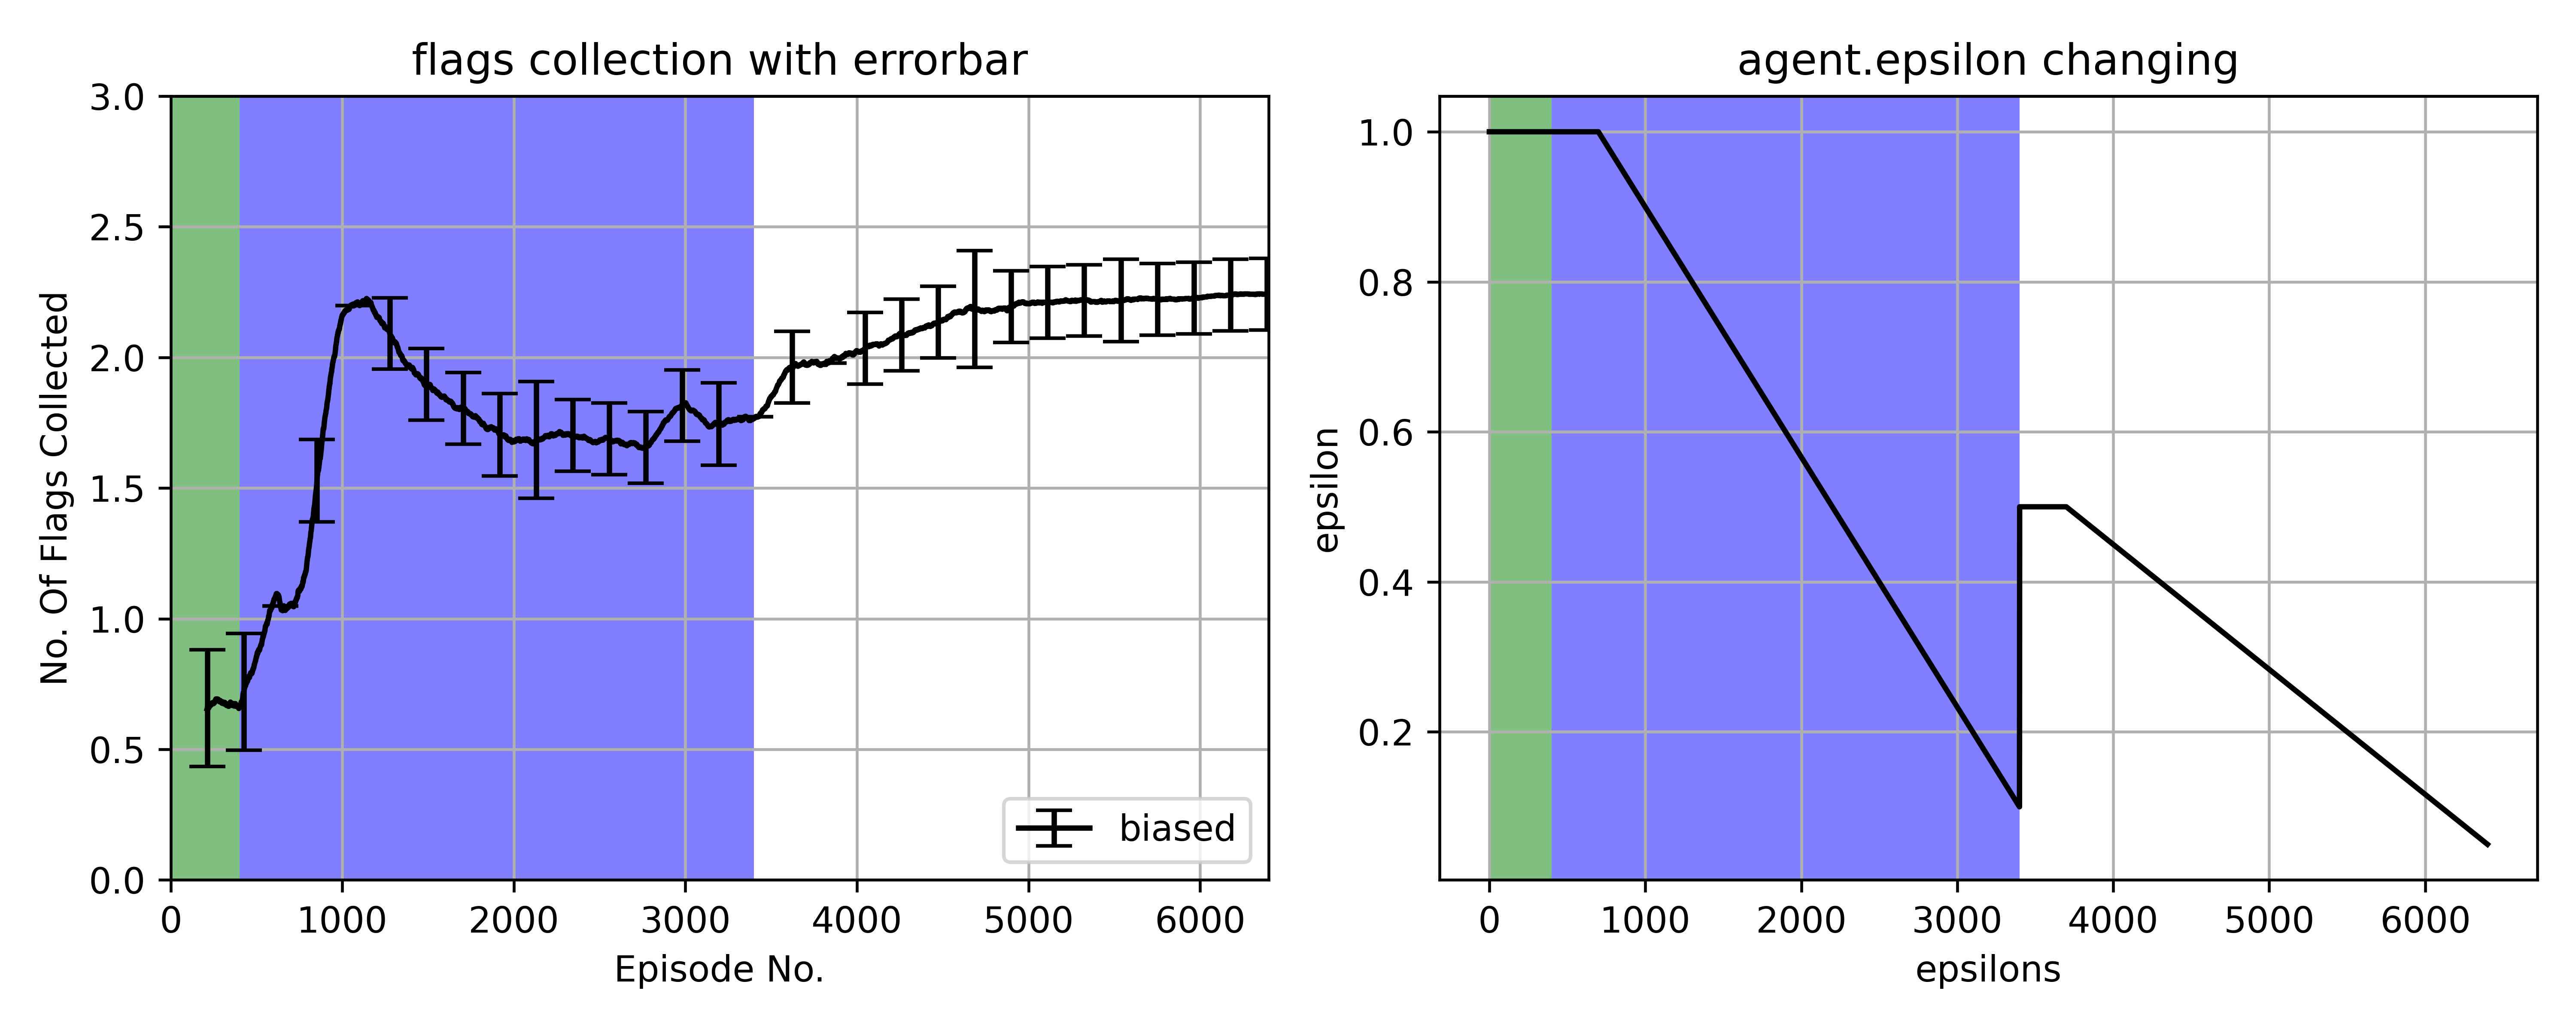 flags collection with errorbar
3.0
2.5
2.0
1.5
1.0
0.5
0.0
No. Of Flags Collected
0 1000 2000 3000 4000 5000 6000
Episode No.
biased
agent.epsilon changing
1.0
0.8
0.6
0.4
0.2
epsilon
0 1000 2000 3000 4000 5000 6000
epsilons